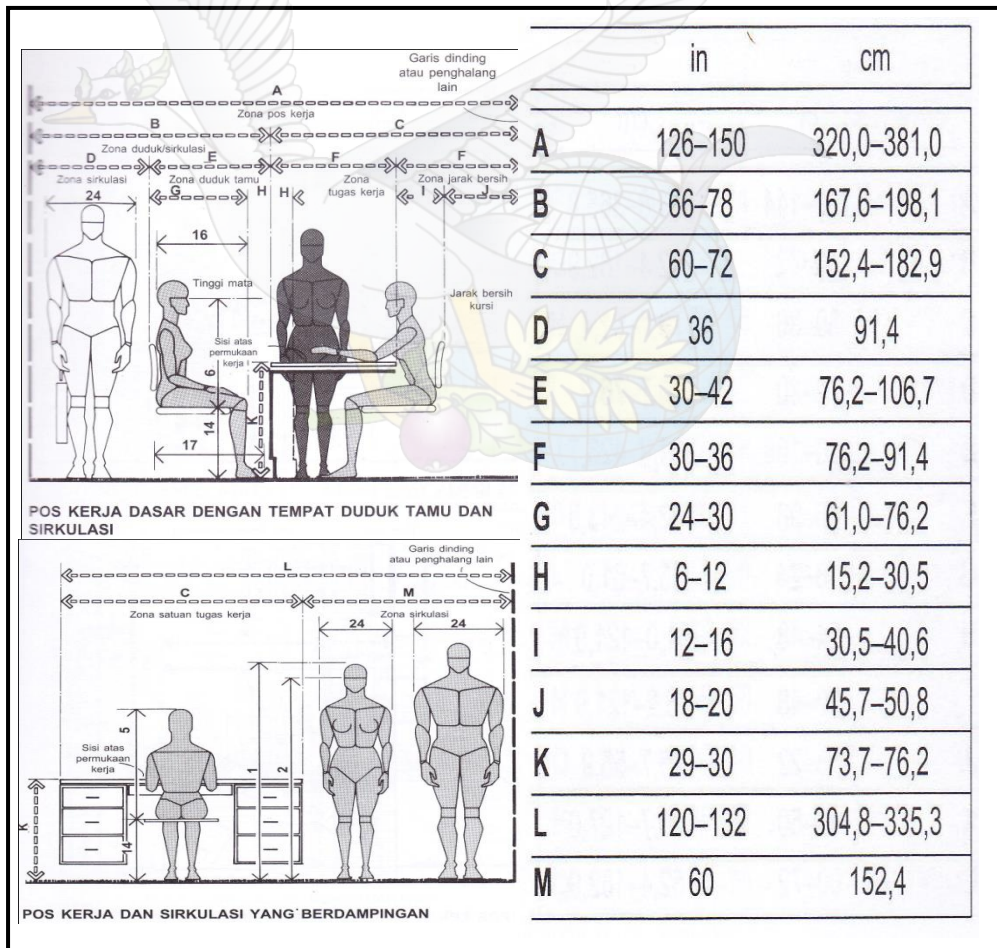 Garis dinding
atau penghalang
lain
A
Zona pos kerja
B
C
Zona duduk/sirkulasi
D
E
F
F
Zona sirkulasi
Zona duduk tamu
Zona
tugas kerja
Zona jarak bersih
24
G
H
H
I
J
16
Tinggi mata
Jarak bersih
kursi
Sisi atas
permukaan
kerja
6
14
K
17
POS KERJA DASAR DENGAN TEMPAT DUDUK TAMU DAN
SIRKULASI
Garis dinding
atau penghalang lain
L
C
M
Zona satuan tugas kerja
Zona sirkulasi
24
24
5
Sisi atas
permukaan
kerja
1
2
K
14
POS KERJA DAN SIRKULASI YANG BERDAMPINGAN
in cm
A 126–150 320,0–381,0
B 66–78 167,6–198,1
C 60–72 152,4–182,9
D 36 91,4
E 30–42 76,2–106,7
F 30–36 76,2–91,4
G 24–30 61,0–76,2
H 6–12 15,2–30,5
I 12–16 30,5–40,6
J 18–20 45,7–50,8
K 29–30 73,7–76,2
L 120–132 304,8–335,3
M 60 152,4